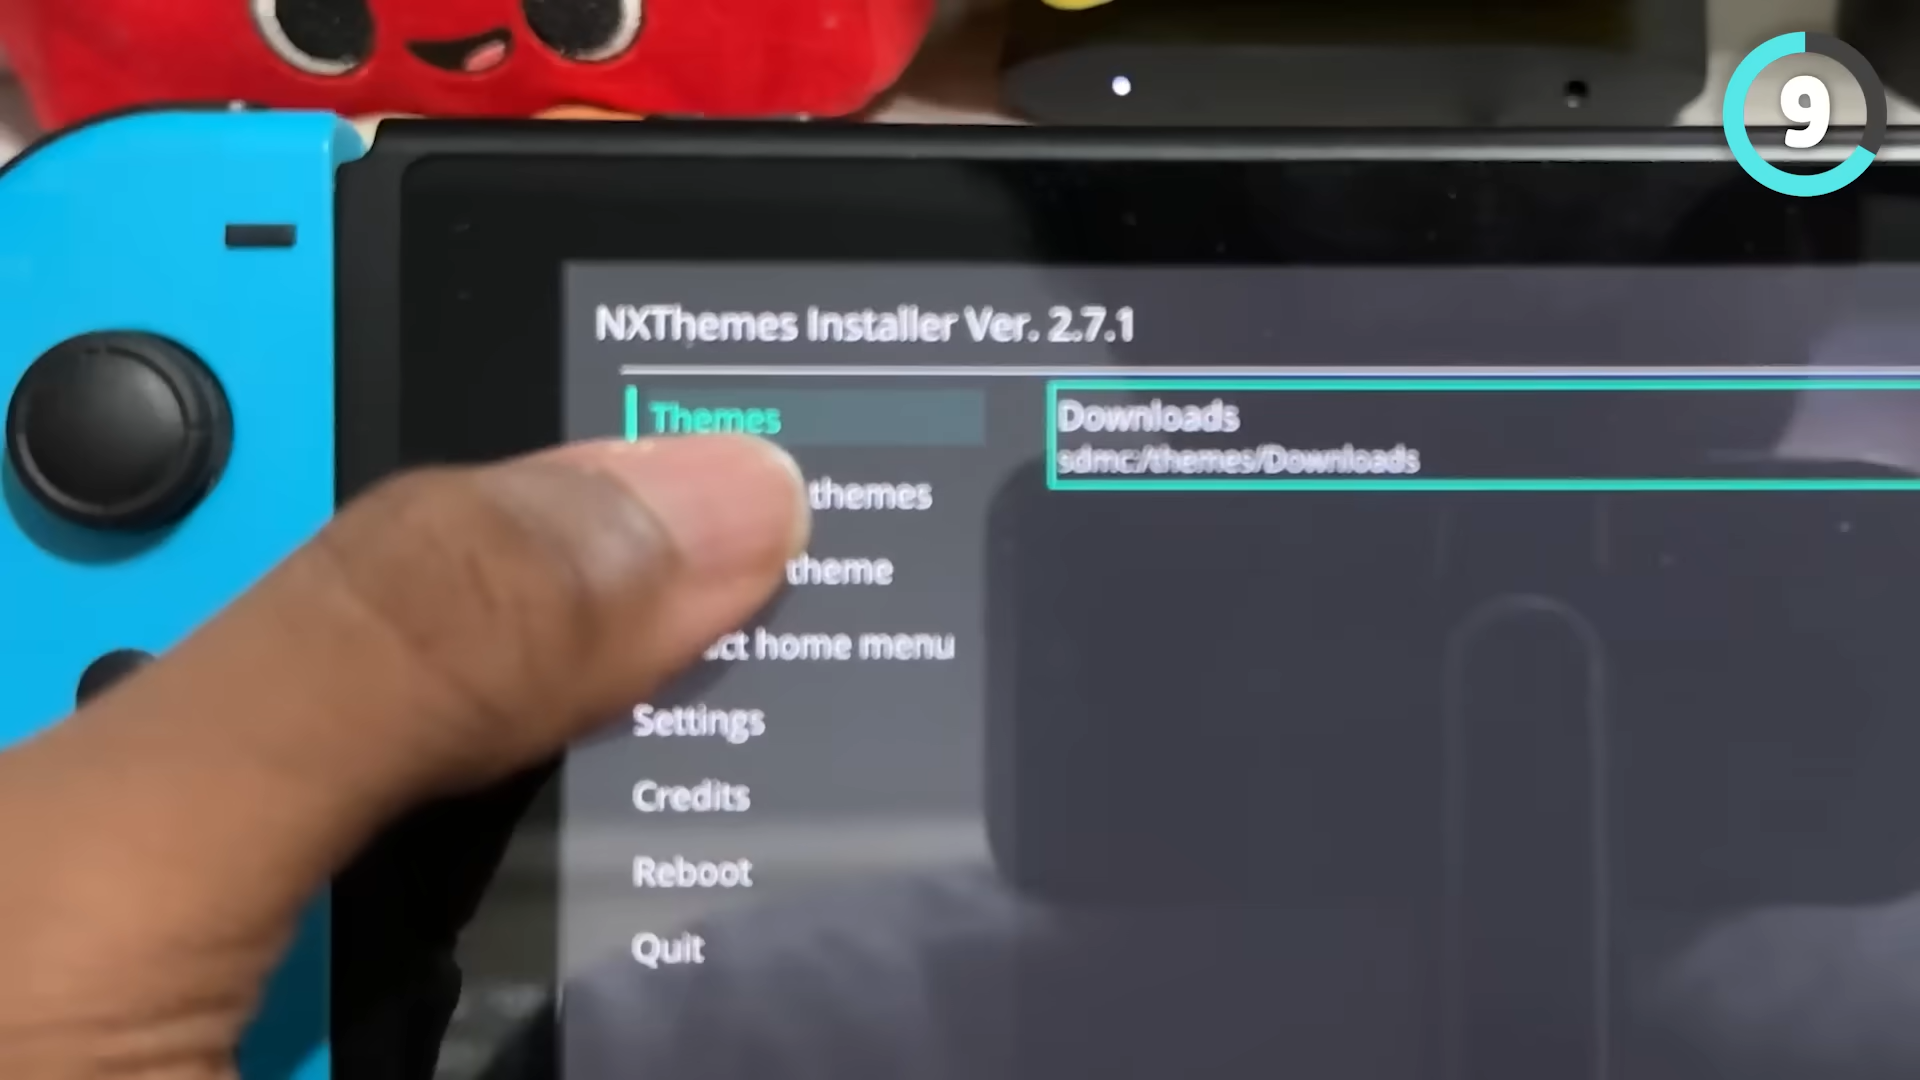 9
NXThemes Installer Ver. 2.7.1
Themes
Downloads
sdmc:/themes/Downloads
themes
theme
ct home menu
Settings
Credits
Reboot
Quit